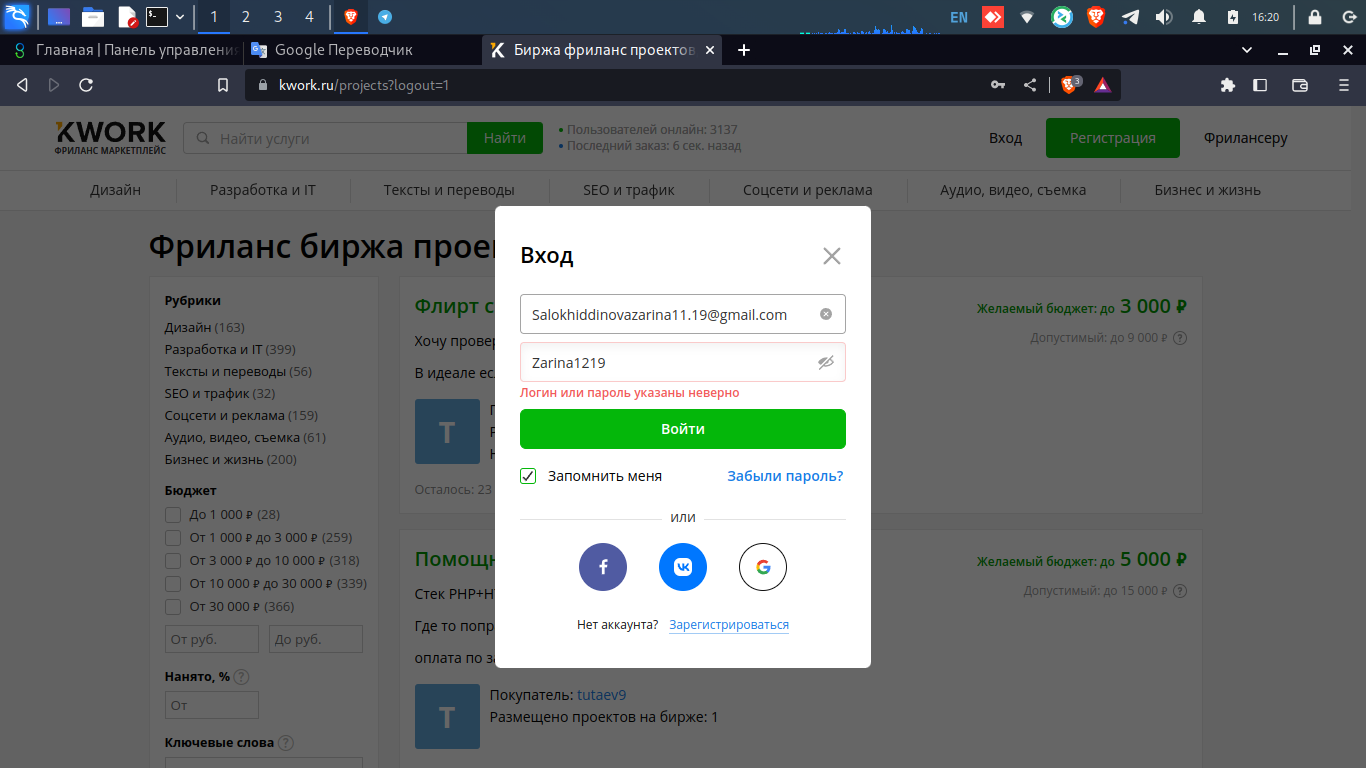 1 2 3 4 EN 16:20
Главная | Панель управления Google Переводчик Биржа фриланс проектов
kwork.ru/projects?logout=1 3
KWORK
ФРИЛАНС МАРКЕТПЛЕЙС
Найти услуги Найти
Пользователей онлайн: 3137
Последний заказ: 6 сек. назад
Вход Регистрация Фрилансеру
Дизайн Разработка и IT Тексты и переводы SEO и трафик Соцсети и реклама Аудио, видео, съемка Бизнес и жизнь
Фриланс биржа
Рубрики
Дизайн (163)
Разработка и IT (399)
Тексты и переводы (56)
SEO и трафик (32)
Соцсети и реклама (159)
Аудио, видео, съемка (61)
Бизнес и жизнь (200)
Бюджет
До 1 000 ₽ (28)
От 1 000 ₽ до 3 000 ₽ (259)
От 3 000 ₽ до 10 000 ₽ (318)
От 10 000 ₽ до 30 000 ₽ (339)
От 30 000 ₽ (366)
От руб. До руб.
Нанято, % ?
От
Ключевые слова ?
Флирт с
Желаемый бюджет: до 3 000 ₽
Хочу провер
Допустимый: до 9 000 ₽ ?
В идеале ес
Т
Осталось: 23
Помощн
Желаемый бюджет: до 5 000 ₽
Стек PHP+H
Допустимый: до 15 000 ₽ ?
Где то попр
оплата по за
Т
Покупатель: tutaev9
Размещено проектов на бирже: 1
Вход
Salokhiddinovazarina11.19@gmail.com
Zarina1219
Логин или пароль указаны неверно
Войти
Запомнить меня Забыли пароль?
или
Нет аккаунта? Зарегистрироваться